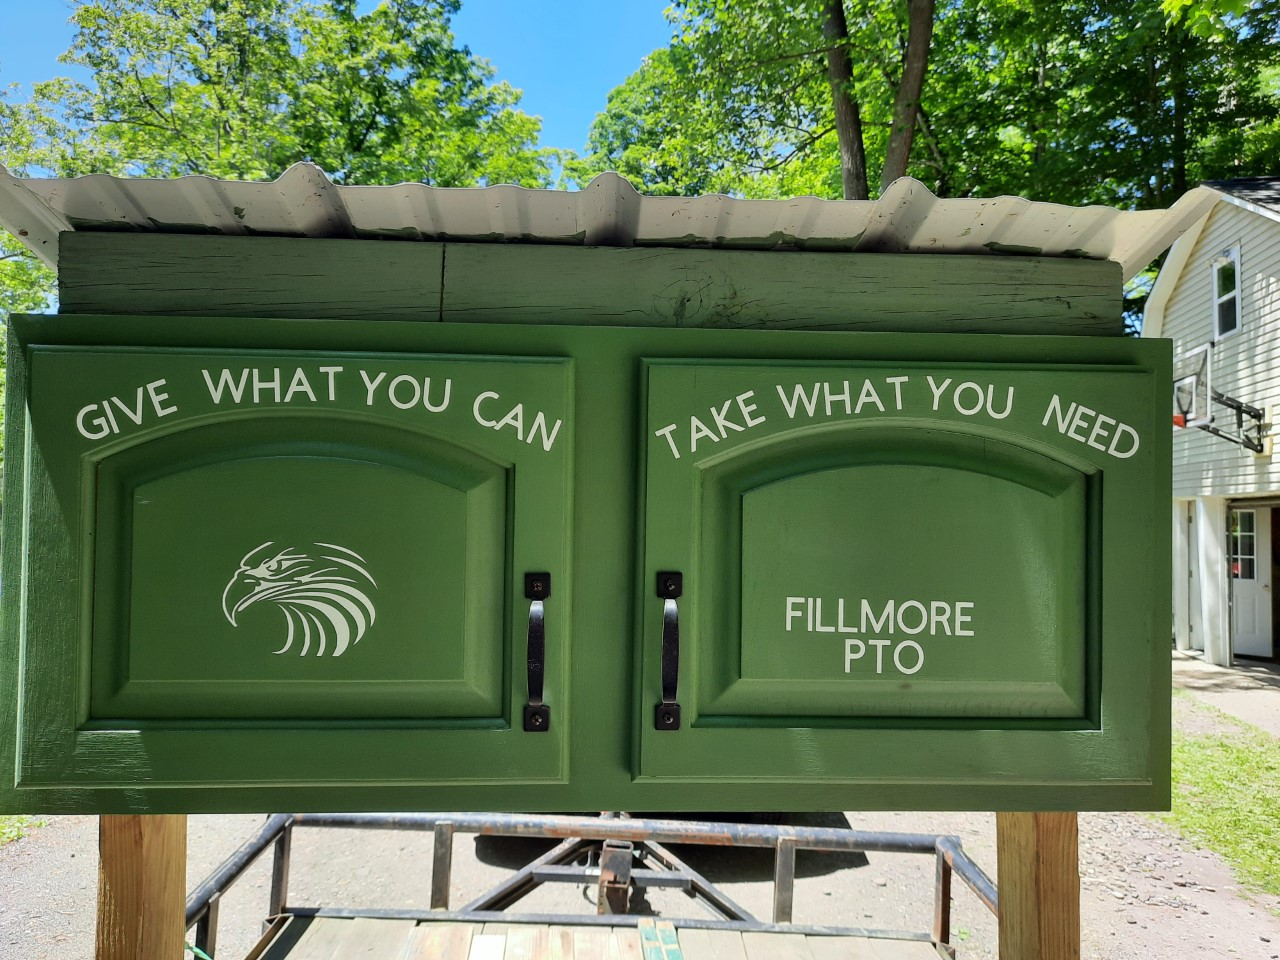 GIVE WHAT YOU CAN
TAKE WHAT YOU NEED
FILLMORE
PTO